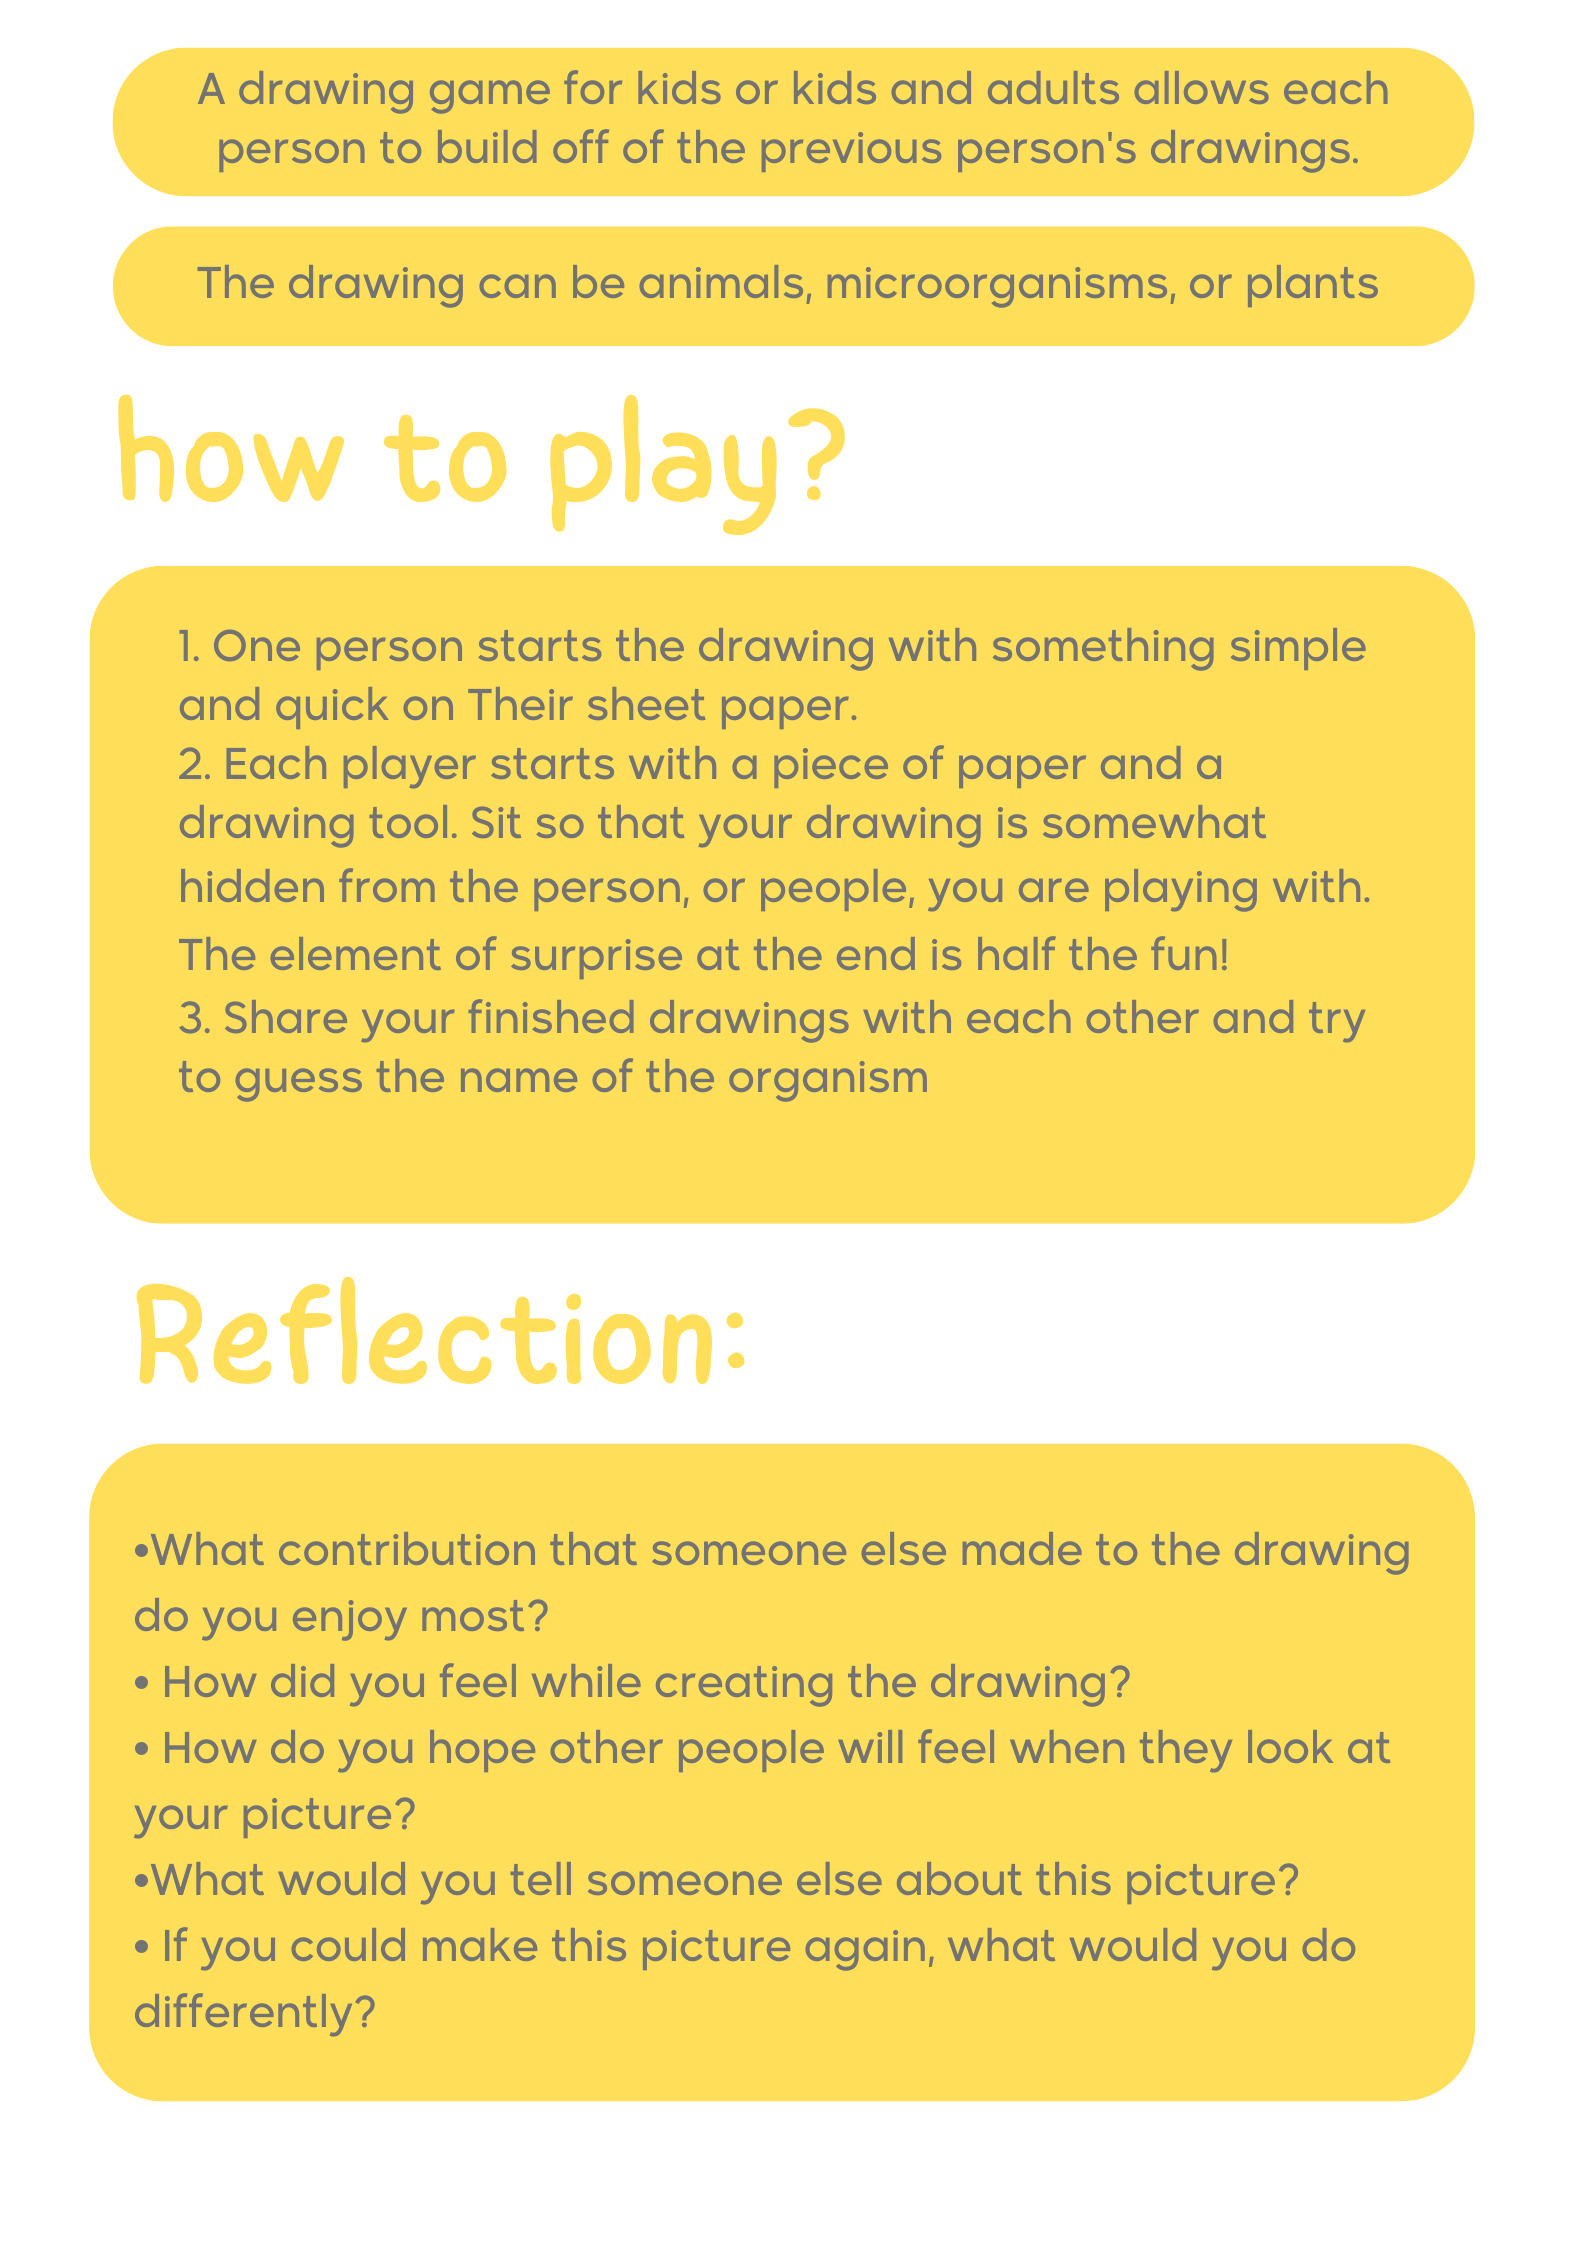 A drawing game for kids or kids and adults allows each
person to build off of the previous person's drawings.
The drawing can be animals, microorganisms, or plants
how to play?
1. One person starts the drawing with something simple
and quick on Their sheet paper.
2. Each player starts with a piece of paper and a
drawing tool. Sit so that your drawing is somewhat
hidden from the person, or people, you are playing with.
The element of surprise at the end is half the fun!
3. Share your finished drawings with each other and try
to guess the name of the organism
Reflection:
•What contribution that someone else made to the drawing
do you enjoy most?
• How did you feel while creating the drawing?
• How do you hope other people will feel when they look at
your picture?
•What would you tell someone else about this picture?
• If you could make this picture again, what would you do
differently?